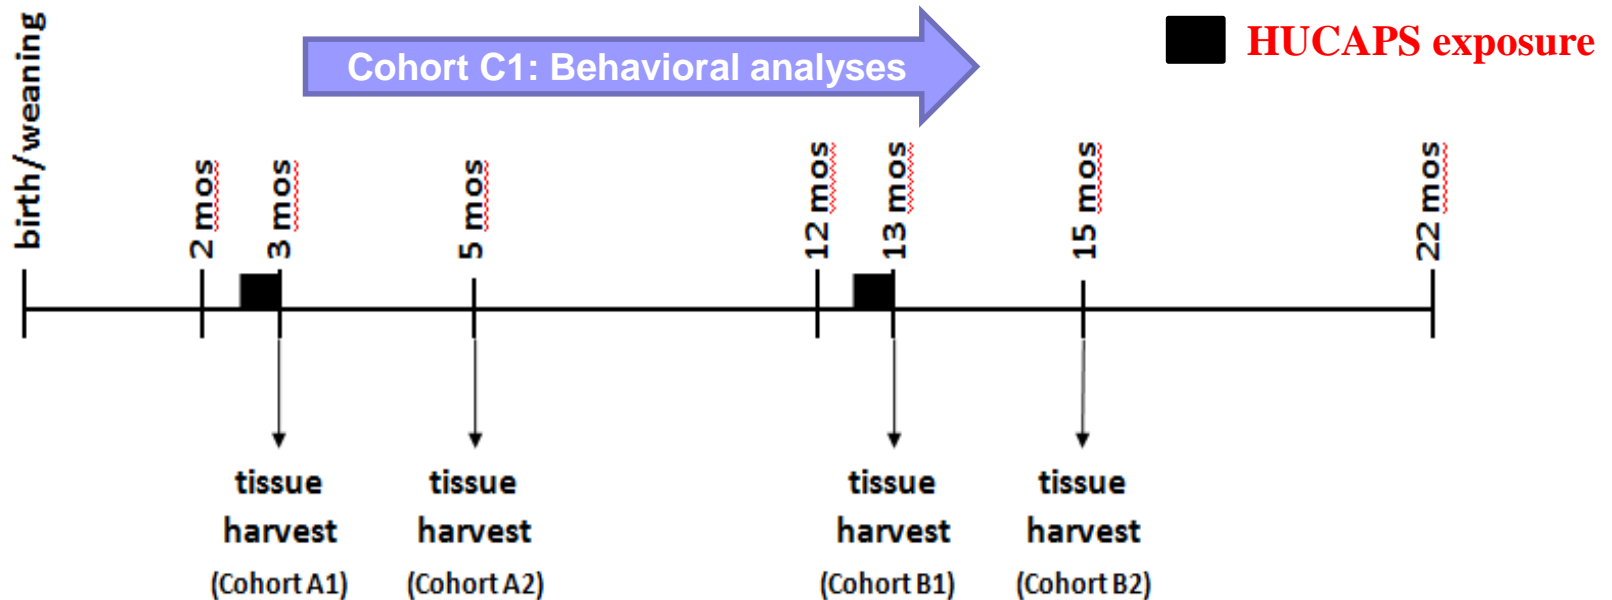 Cohort C1: Behavioral analyses
HUCAPS exposure
birth/weaning
2 mos
3 mos
5 mos
12 mos
13 mos
15 mos
22 mos
tissue
harvest
(Cohort A1)
tissue
harvest
(Cohort A2)
tissue
harvest
(Cohort B1)
tissue
harvest
(Cohort B2)